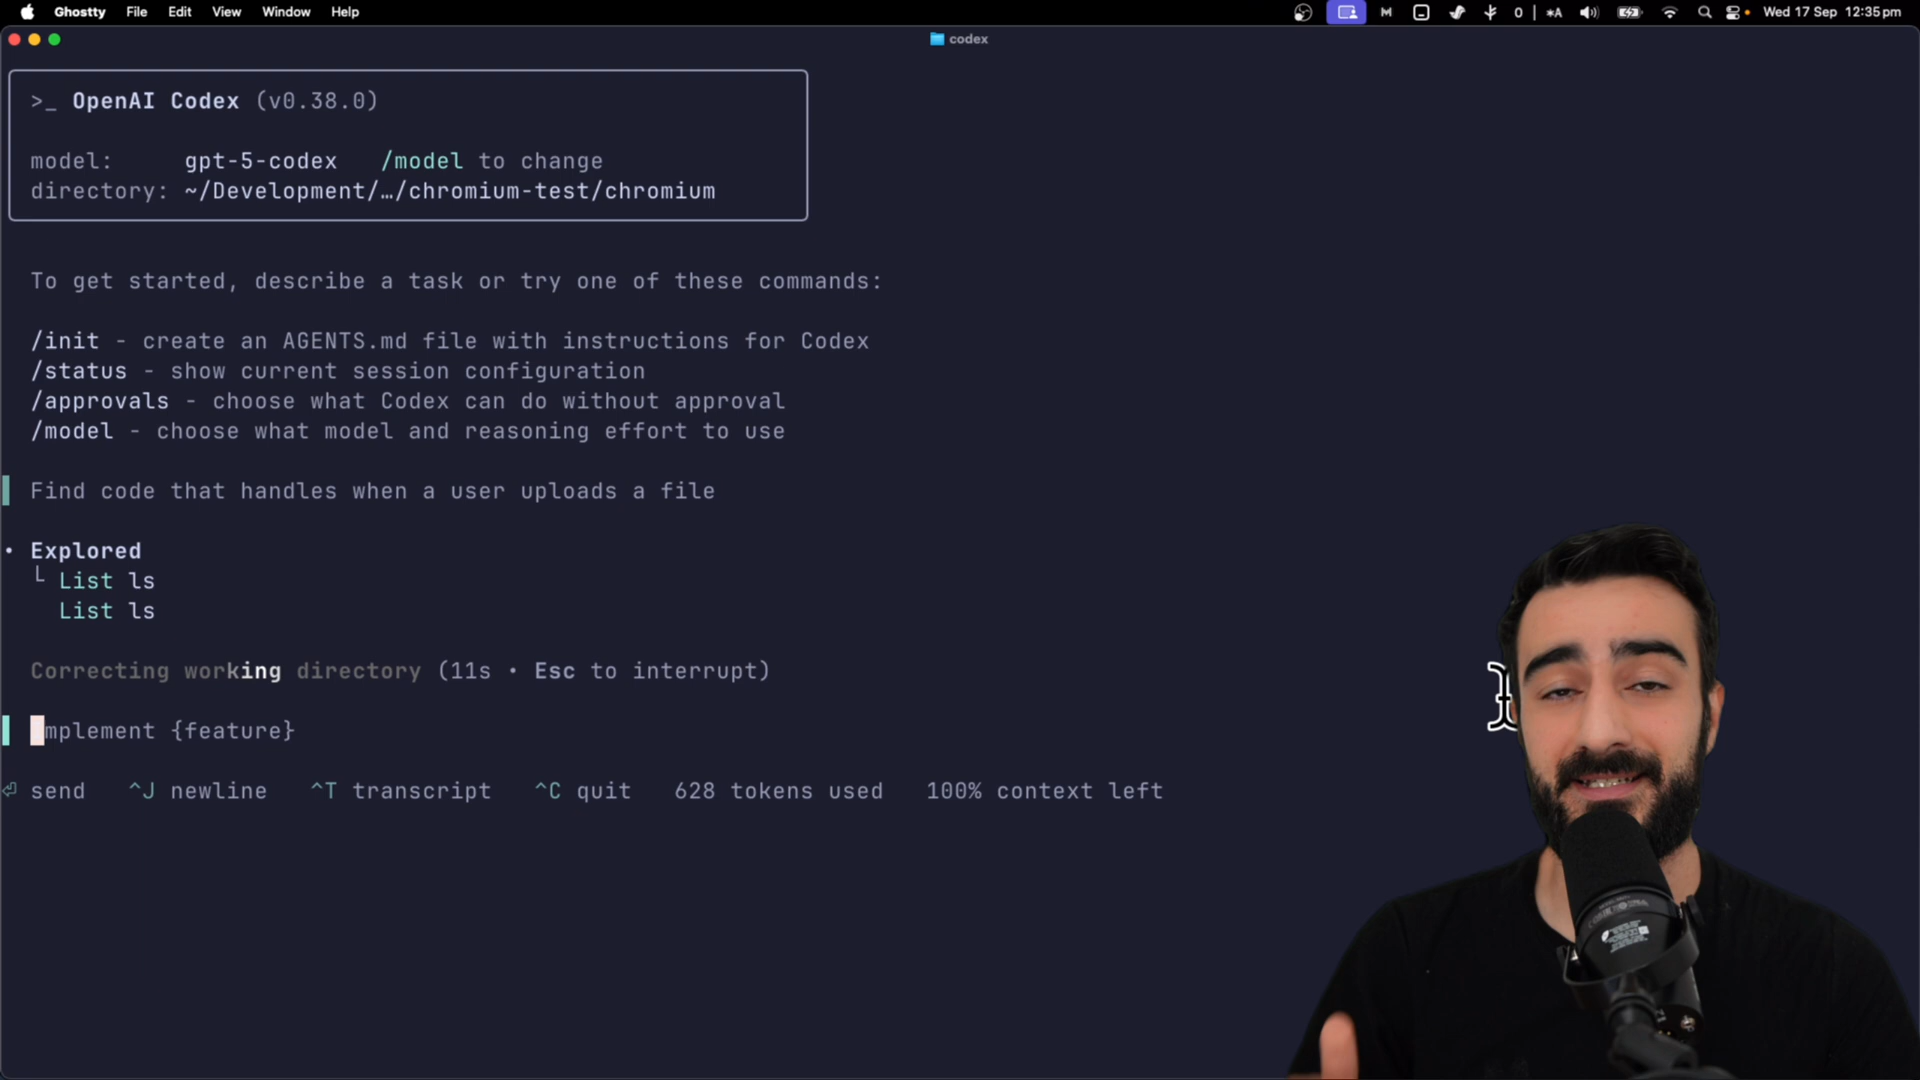 Ghostty File Edit View Window Help 0 Wed 17 Sep 12:35 pm
codex
>_ OpenAI Codex (v0.38.0)
model: gpt-5-codex /model to change
directory: ~/Development/…/chromium-test/chromium
To get started, describe a task or try one of these commands:
/init - create an AGENTS.md file with instructions for Codex
/status - show current session configuration
/approvals - choose what Codex can do without approval
/model - choose what model and reasoning effort to use
Find code that handles when a user uploads a file
• Explored
└ List ls
List ls
Correcting working directory (11s • Esc to interrupt)
mplement {feature}
⏎ send ^J newline ^T transcript ^C quit 628 tokens used 100% context left